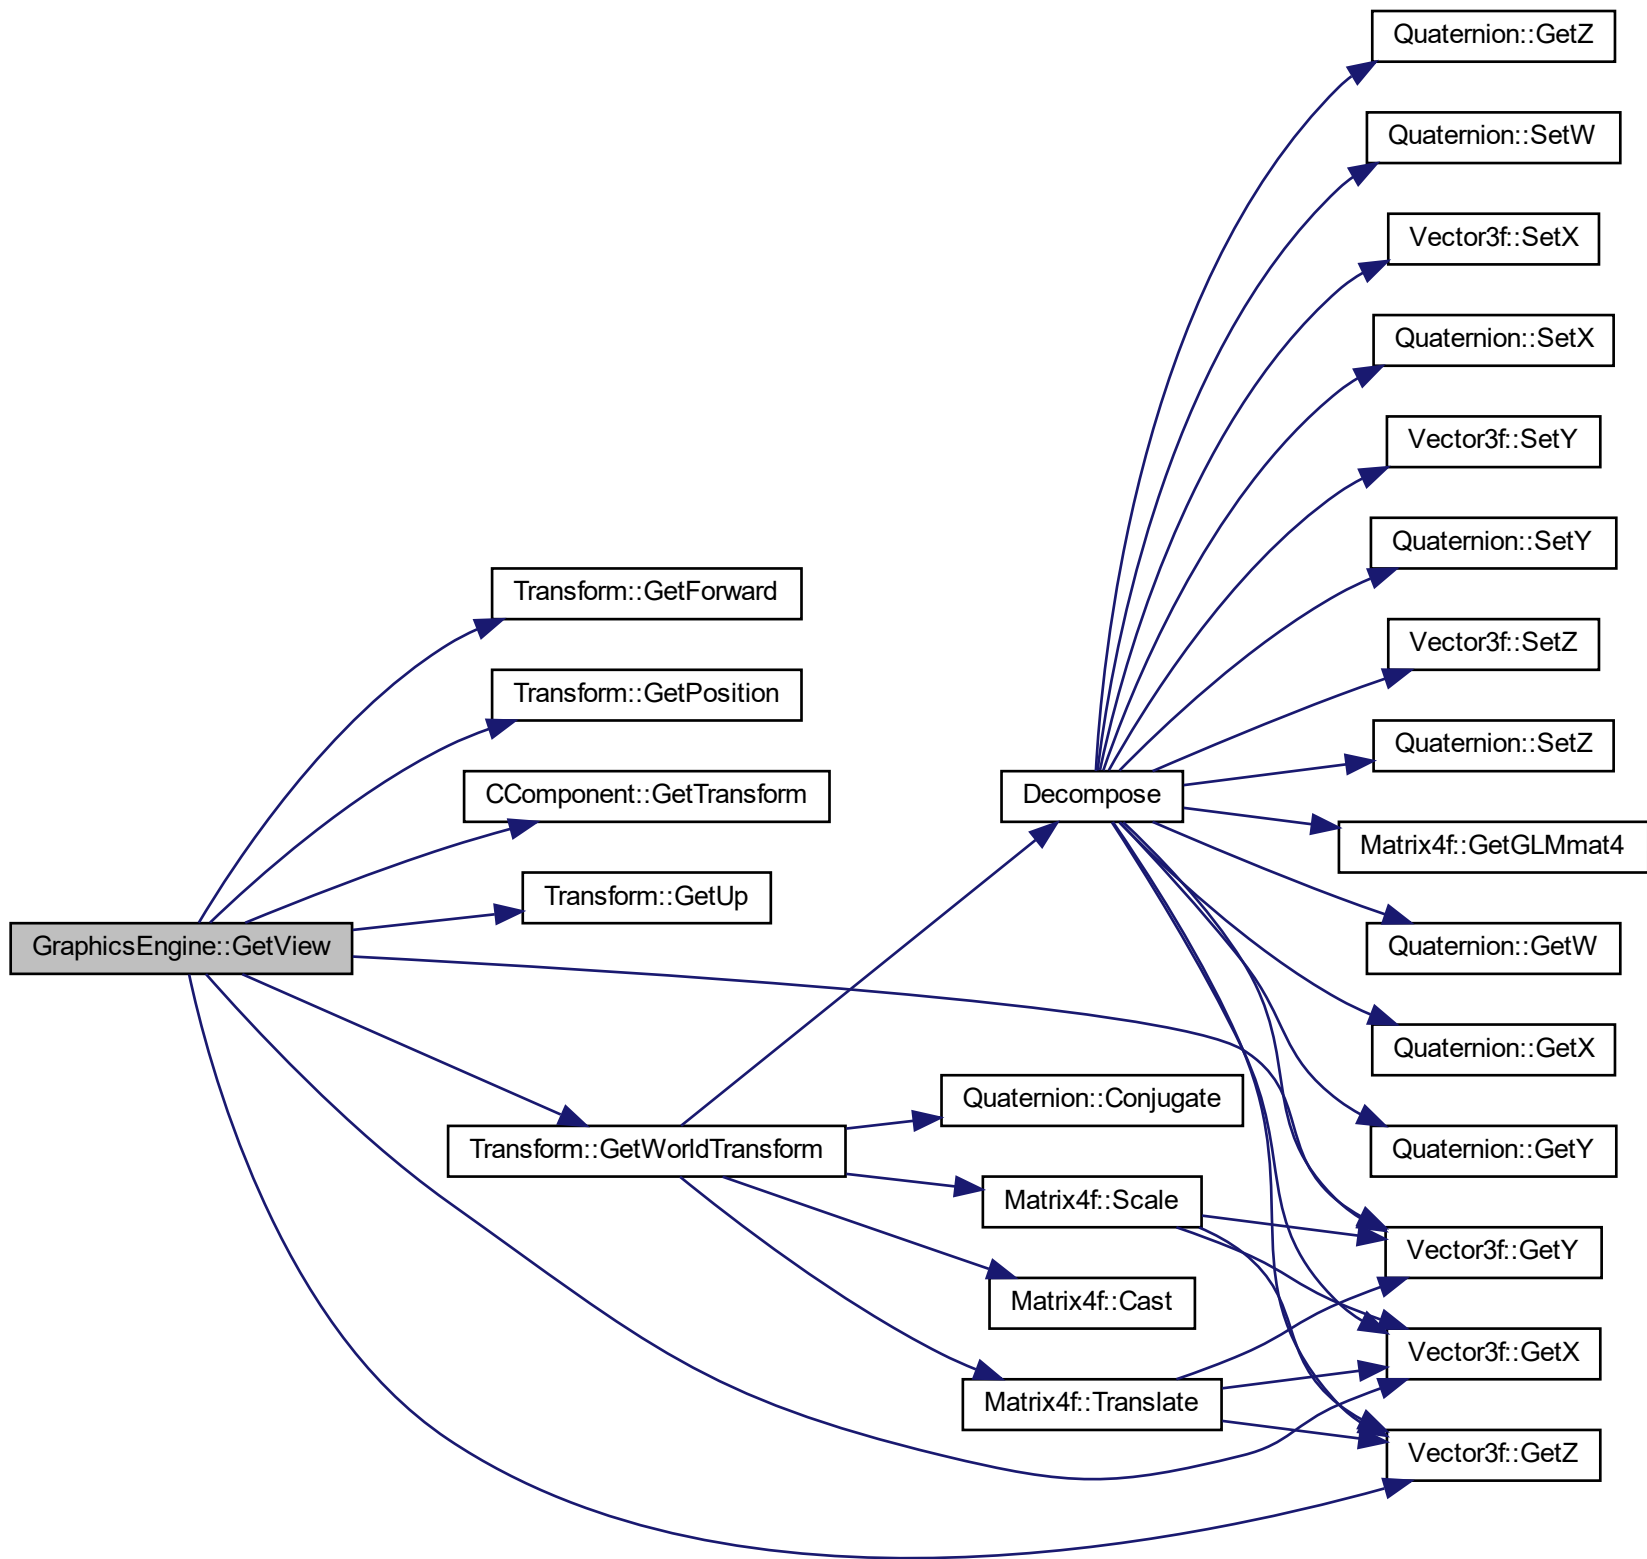 Quaternion::GetZ
Quaternion::SetW
Vector3f::SetX
Quaternion::SetX
Vector3f::SetY
Quaternion::SetY
Transform::GetForward
Vector3f::SetZ
Transform::GetPosition
Quaternion::SetZ
CComponent::GetTransform
Decompose
Matrix4f::GetGLMmat4
Transform::GetUp
GraphicsEngine::GetView
Quaternion::GetW
Quaternion::GetX
Quaternion::Conjugate
Transform::GetWorldTransform
Quaternion::GetY
Matrix4f::Scale
Vector3f::GetY
Matrix4f::Cast
Vector3f::GetX
Matrix4f::Translate
Vector3f::GetZ